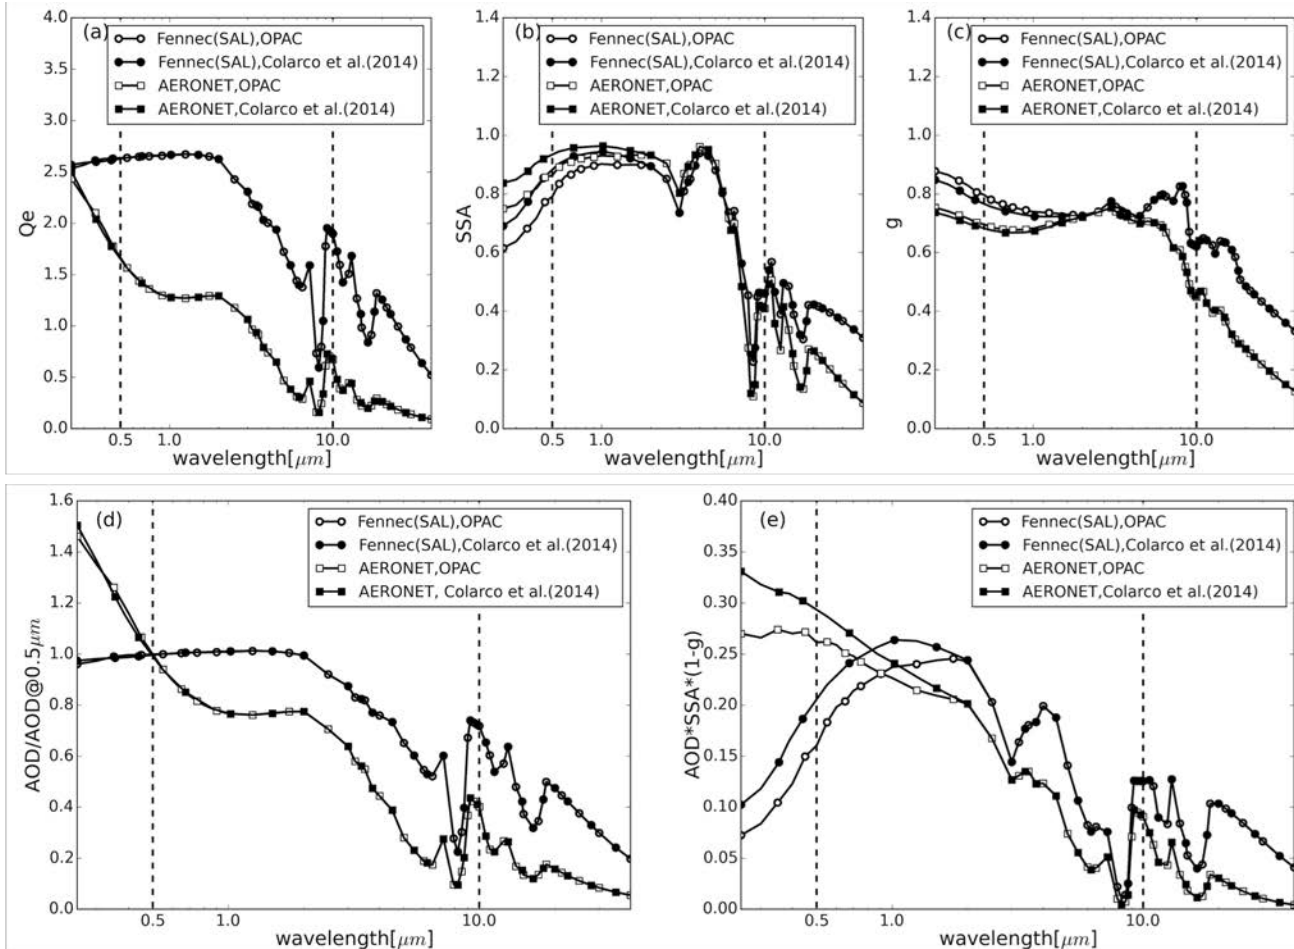 (a)
Fennec(SAL),OPAC
Fennec(SAL),Colarco et al.(2014)
AERONET,OPAC
AERONET,Colarco et al.(2014)
4.0
3.5
3.0
2.5
2.0
1.5
1.0
0.5
0.0
Qe
0.5
1.0
10.0
wavelength[μm]
(b)
Fennec(SAL),OPAC
Fennec(SAL),Colarco et al.(2014)
AERONET,OPAC
AERONET,Colarco et al.(2014)
1.4
1.2
1.0
0.8
0.6
0.4
0.2
0.0
SSA
0.5
1.0
10.0
wavelength[μm]
(c)
Fennec(SAL),OPAC
Fennec(SAL),Colarco et al.(2014)
AERONET,OPAC
AERONET,Colarco et al.(2014)
1.4
1.2
1.0
0.8
0.6
0.4
0.2
0.0
g
0.5
1.0
10.0
wavelength[μm]
(d)
Fennec(SAL),OPAC
Fennec(SAL),Colarco et al.(2014)
AERONET,OPAC
AERONET, Colarco et al.(2014)
1.6
1.4
1.2
1.0
0.8
0.6
0.4
0.2
0.0
AOD/AOD@0.5μm
0.5
1.0
10.0
wavelength[μm]
(e)
Fennec(SAL),OPAC
Fennec(SAL),Colarco et al.(2014)
AERONET,OPAC
AERONET,Colarco et al.(2014)
0.40
0.35
0.30
0.25
0.20
0.15
0.10
0.05
0.00
AOD*SSA*(1-g)
0.5
1.0
10.0
wavelength[μm]